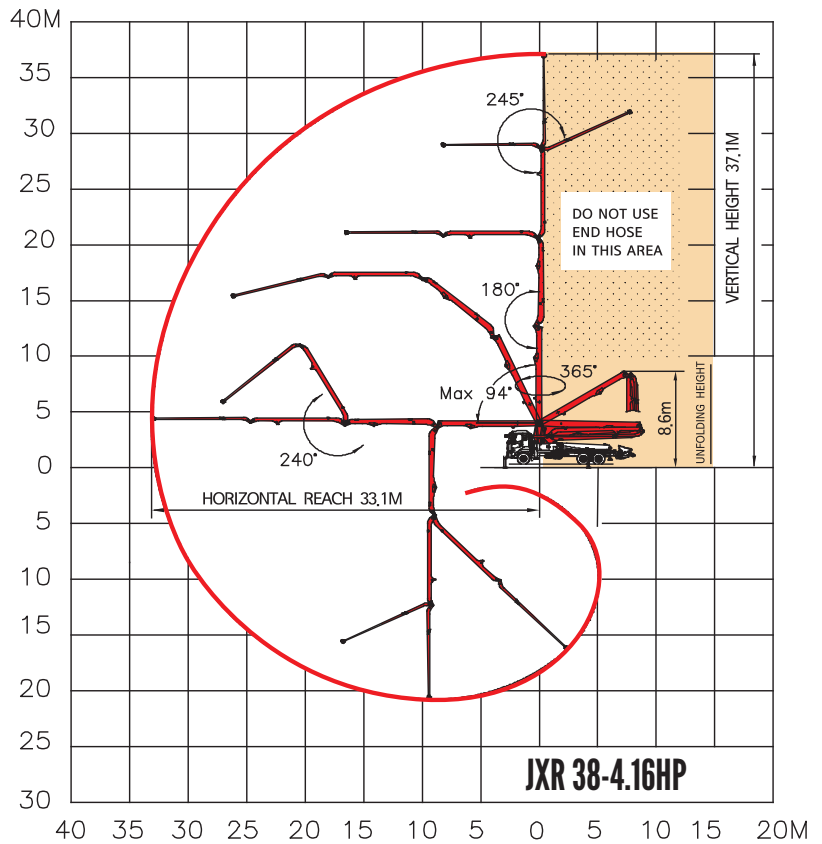 40M
35
30
25
20
15
10
5
0
5
10
15
20
25
30
245°
DO NOT USE
END HOSE
IN THIS AREA
VERTICAL HEIGHT 37.1M
180°
365°
Max 94°
8.6m
UNFOLDING HEIGHT
240°
HORIZONTAL REACH 33.1M
JXR 38-4.16HP
40 35 30 25 20 15 10 5 0 5 10 15 20M